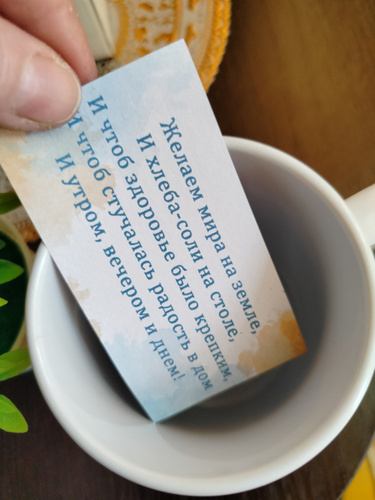 Желаем мира на земле,
И хлеба-соли на столе,
И чтоб здоровье было крепким,
И чтоб стучалась радость в дом
И утром, вечером и днем!